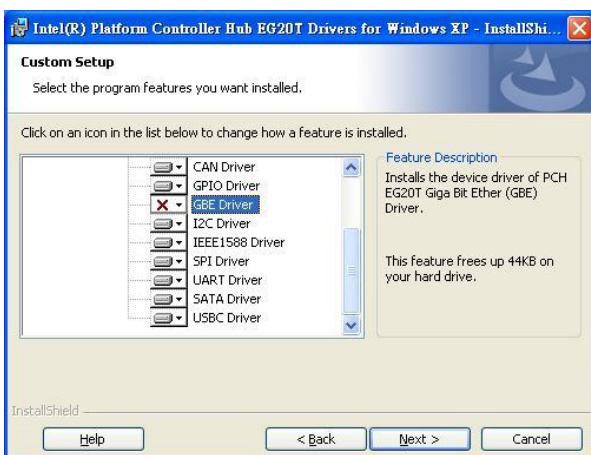 Intel(R) Platform Controller Hub EG20T Drivers for Windows XP - InstallShi...
Custom Setup
Select the program features you want installed.
Click on an icon in the list below to change how a feature is installed.
CAN Driver
GPIO Driver
GBE Driver
I2C Driver
IEEE1588 Driver
SPI Driver
UART Driver
SATA Driver
USBC Driver
Feature Description
Installs the device driver of PCH
EG20T Giga Bit Ether (GBE)
Driver.
This feature frees up 44KB on
your hard drive.
InstallShield
Help
< Back
Next >
Cancel